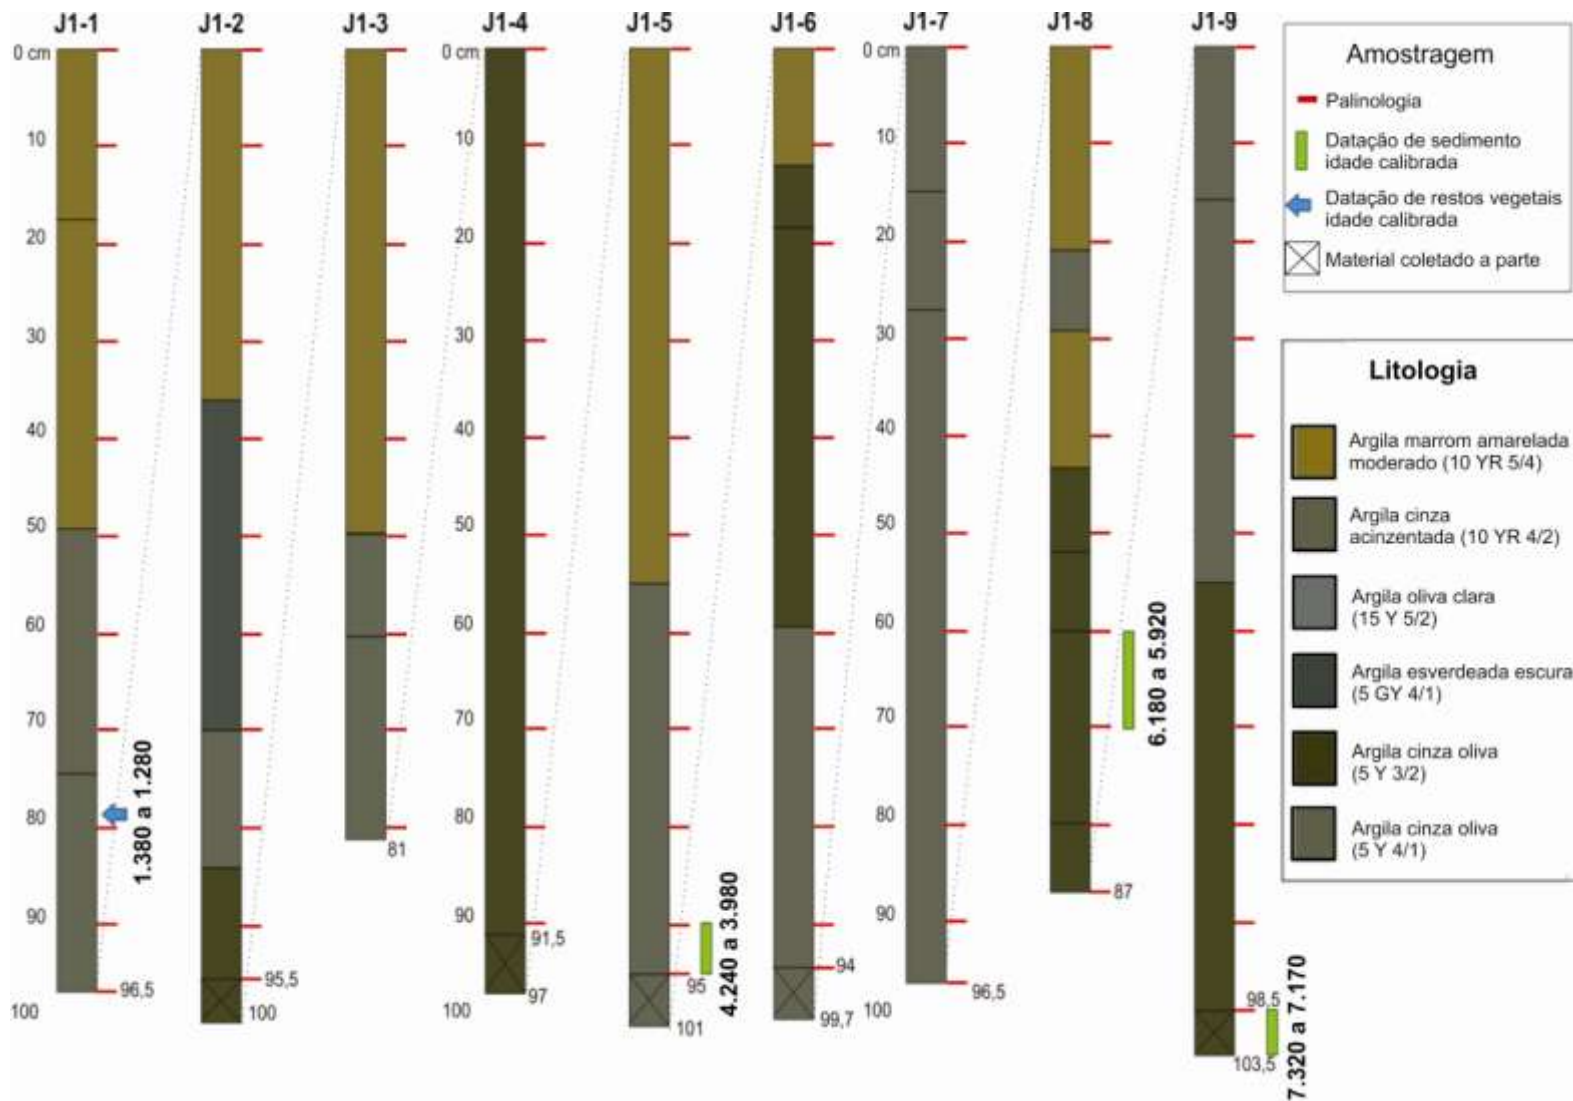 J1-1
J1-2
J1-3
J1-4
J1-5
J1-6
J1-7
J1-8
J1-9
0 cm
10
20
30
40
50
60
70
80
90
100
96,5
1.380 a 1.280
95,5
100
81
0 cm
10
20
30
40
50
60
70
80
90
100
91,5
97
95
101
4.240 a 3.980
94
99,7
0 cm
10
20
30
40
50
60
70
80
90
100
96,5
87
6.180 a 5.920
98,5
103,5
7.320 a 7.170
Amostragem
Palinologia
Datação de sedimento
idade calibrada
Datação de restos vegetais
idade calibrada
Material coletado a parte
Litologia
Argila marrom amarelada
moderado (10 YR 5/4)
Argila cinza
acinzentada (10 YR 4/2)
Argila oliva clara
(15 Y 5/2)
Argila esverdeada escura
(5 GY 4/1)
Argila cinza oliva
(5 Y 3/2)
Argila cinza oliva
(5 Y 4/1)